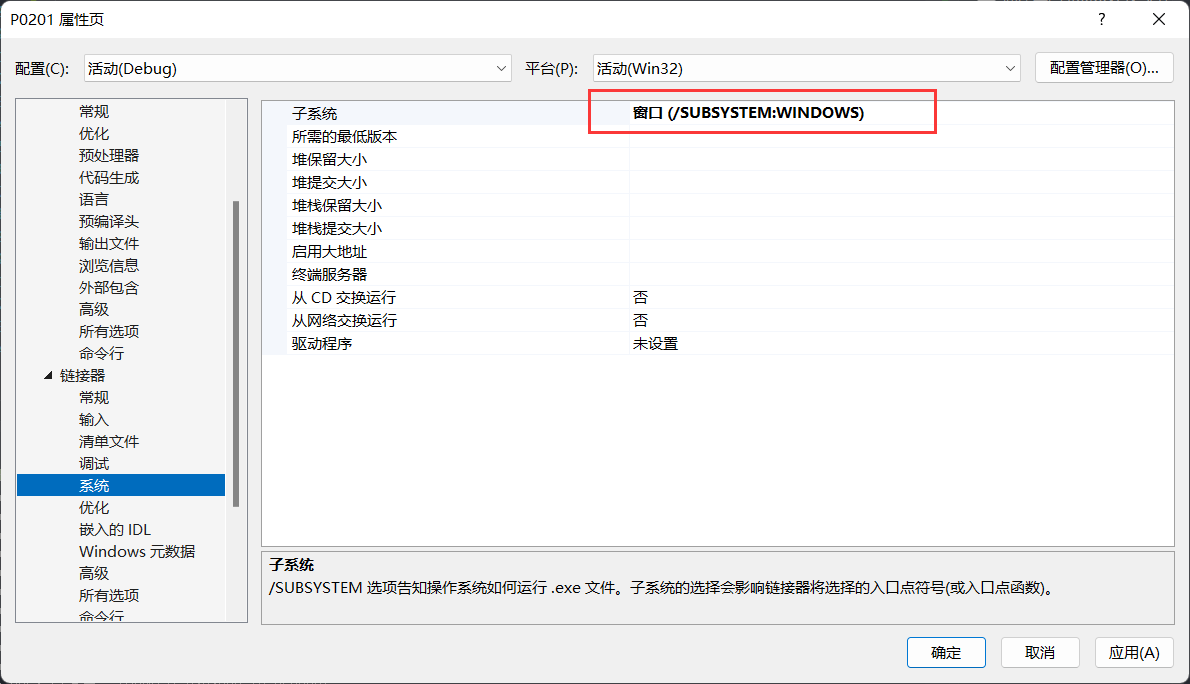 P0201 属性页
?
配置(C): 活动(Debug) 平台(P): 活动(Win32) 配置管理器(O)...
常规
优化
预处理器
代码生成
语言
预编译头
输出文件
浏览信息
外部包含
高级
所有选项
命令行
链接器
常规
输入
清单文件
调试
系统
优化
嵌入的 IDL
Windows 元数据
高级
所有选项
命令行
子系统 窗口 (/SUBSYSTEM:WINDOWS)
所需的最低版本
堆保留大小
堆提交大小
堆栈保留大小
堆栈提交大小
启用大地址
终端服务器
从 CD 交换运行 否
从网络交换运行 否
驱动程序 未设置
子系统
/SUBSYSTEM 选项告知操作系统如何运行 .exe 文件。子系统的选择会影响链接器将选择的入口点符号(或入口点函数)。
确定 取消 应用(A)